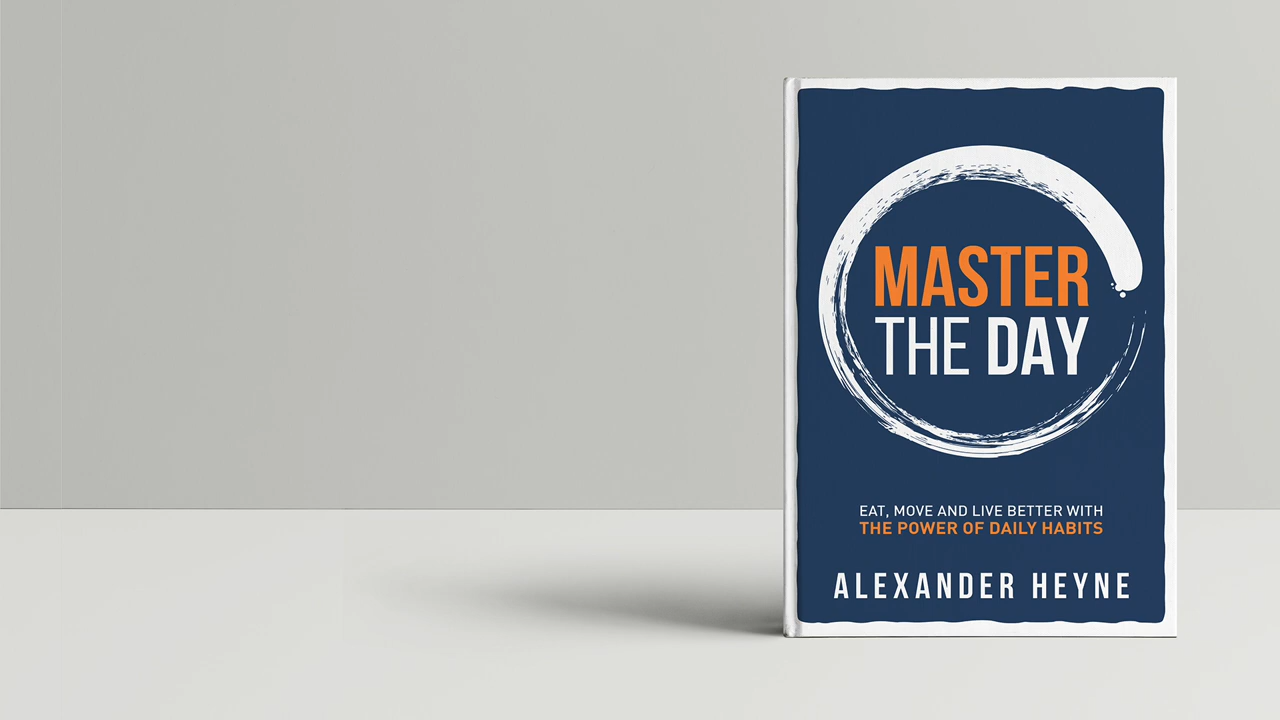 MASTER
THE DAY
EAT, MOVE AND LIVE BETTER WITH
THE POWER OF DAILY HABITS
ALEXANDER HEYNE